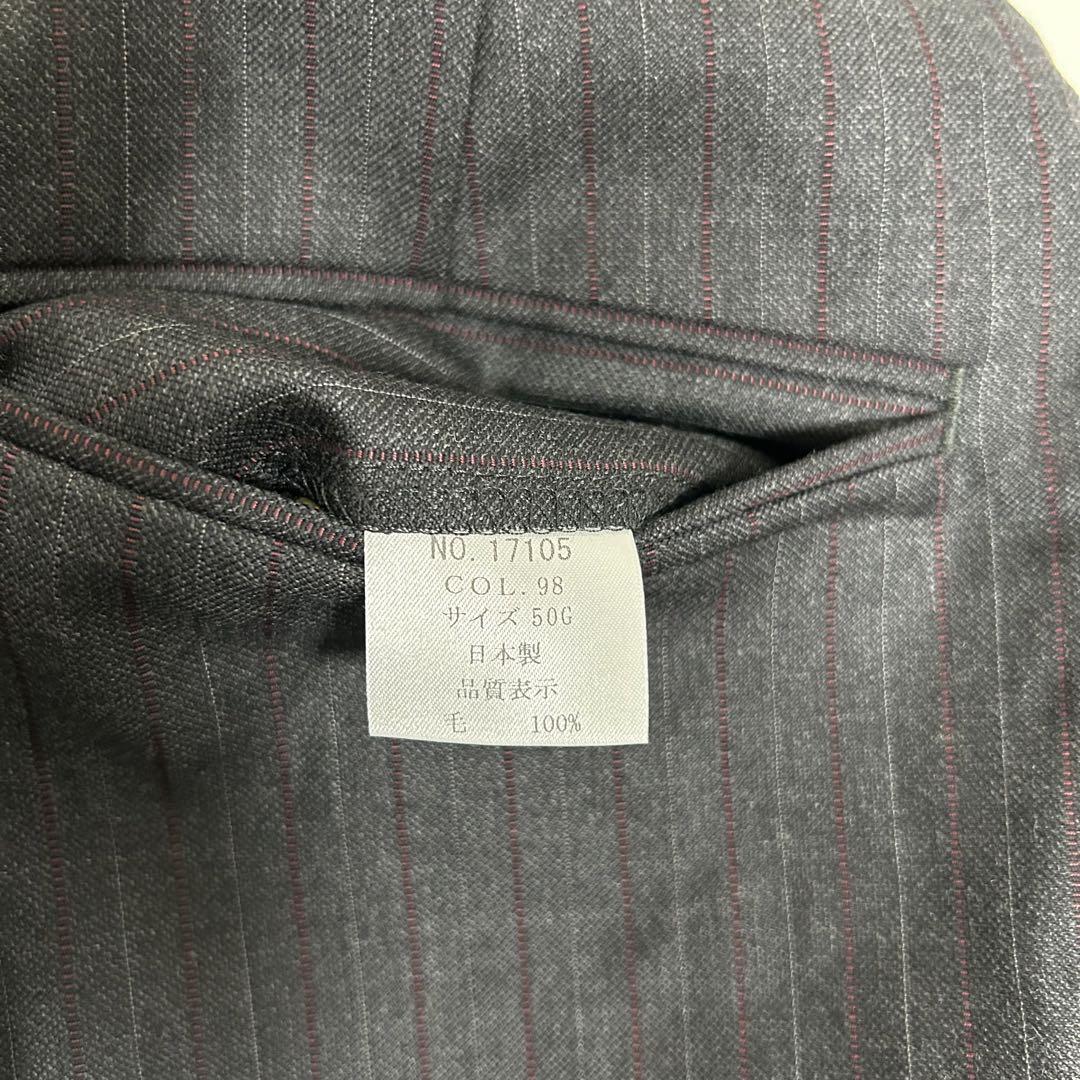 NO. 17105
COL. 98
サイズ 50G
日本製
品質表示
毛 100%